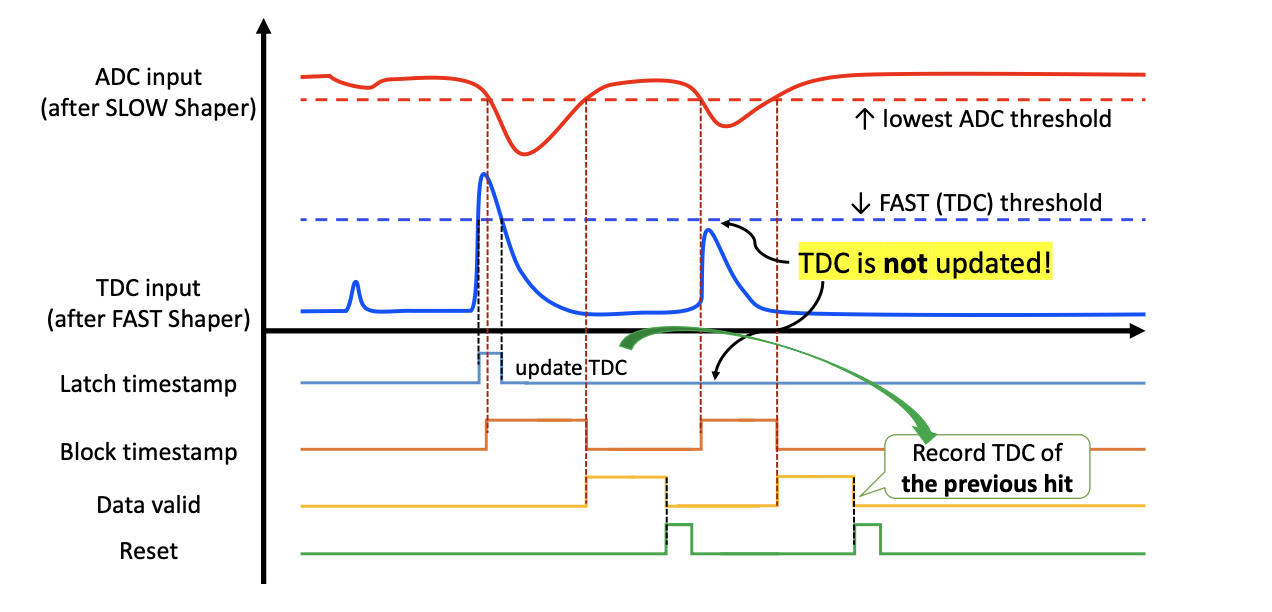 ADC input
(after SLOW Shaper)
↑ lowest ADC threshold
↓ FAST (TDC) threshold
TDC is not updated!
TDC input
(after FAST Shaper)
update TDC
Latch timestamp
Block timestamp
Record TDC of
the previous hit
Data valid
Reset